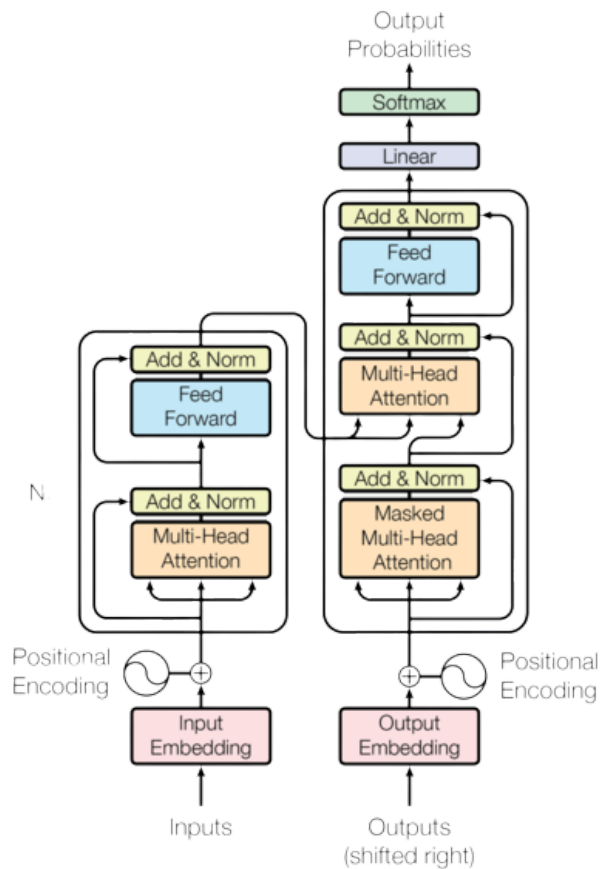 Output
Probabilities
Softmax
Linear
Add & Norm
Feed
Forward
Add & Norm
Multi-Head
Attention
Add & Norm
Masked
Multi-Head
Attention
Add & Norm
Feed
Forward
Add & Norm
Multi-Head
Attention
N
Positional
Encoding
Positional
Encoding
Input
Embedding
Output
Embedding
Inputs
Outputs
(shifted right)